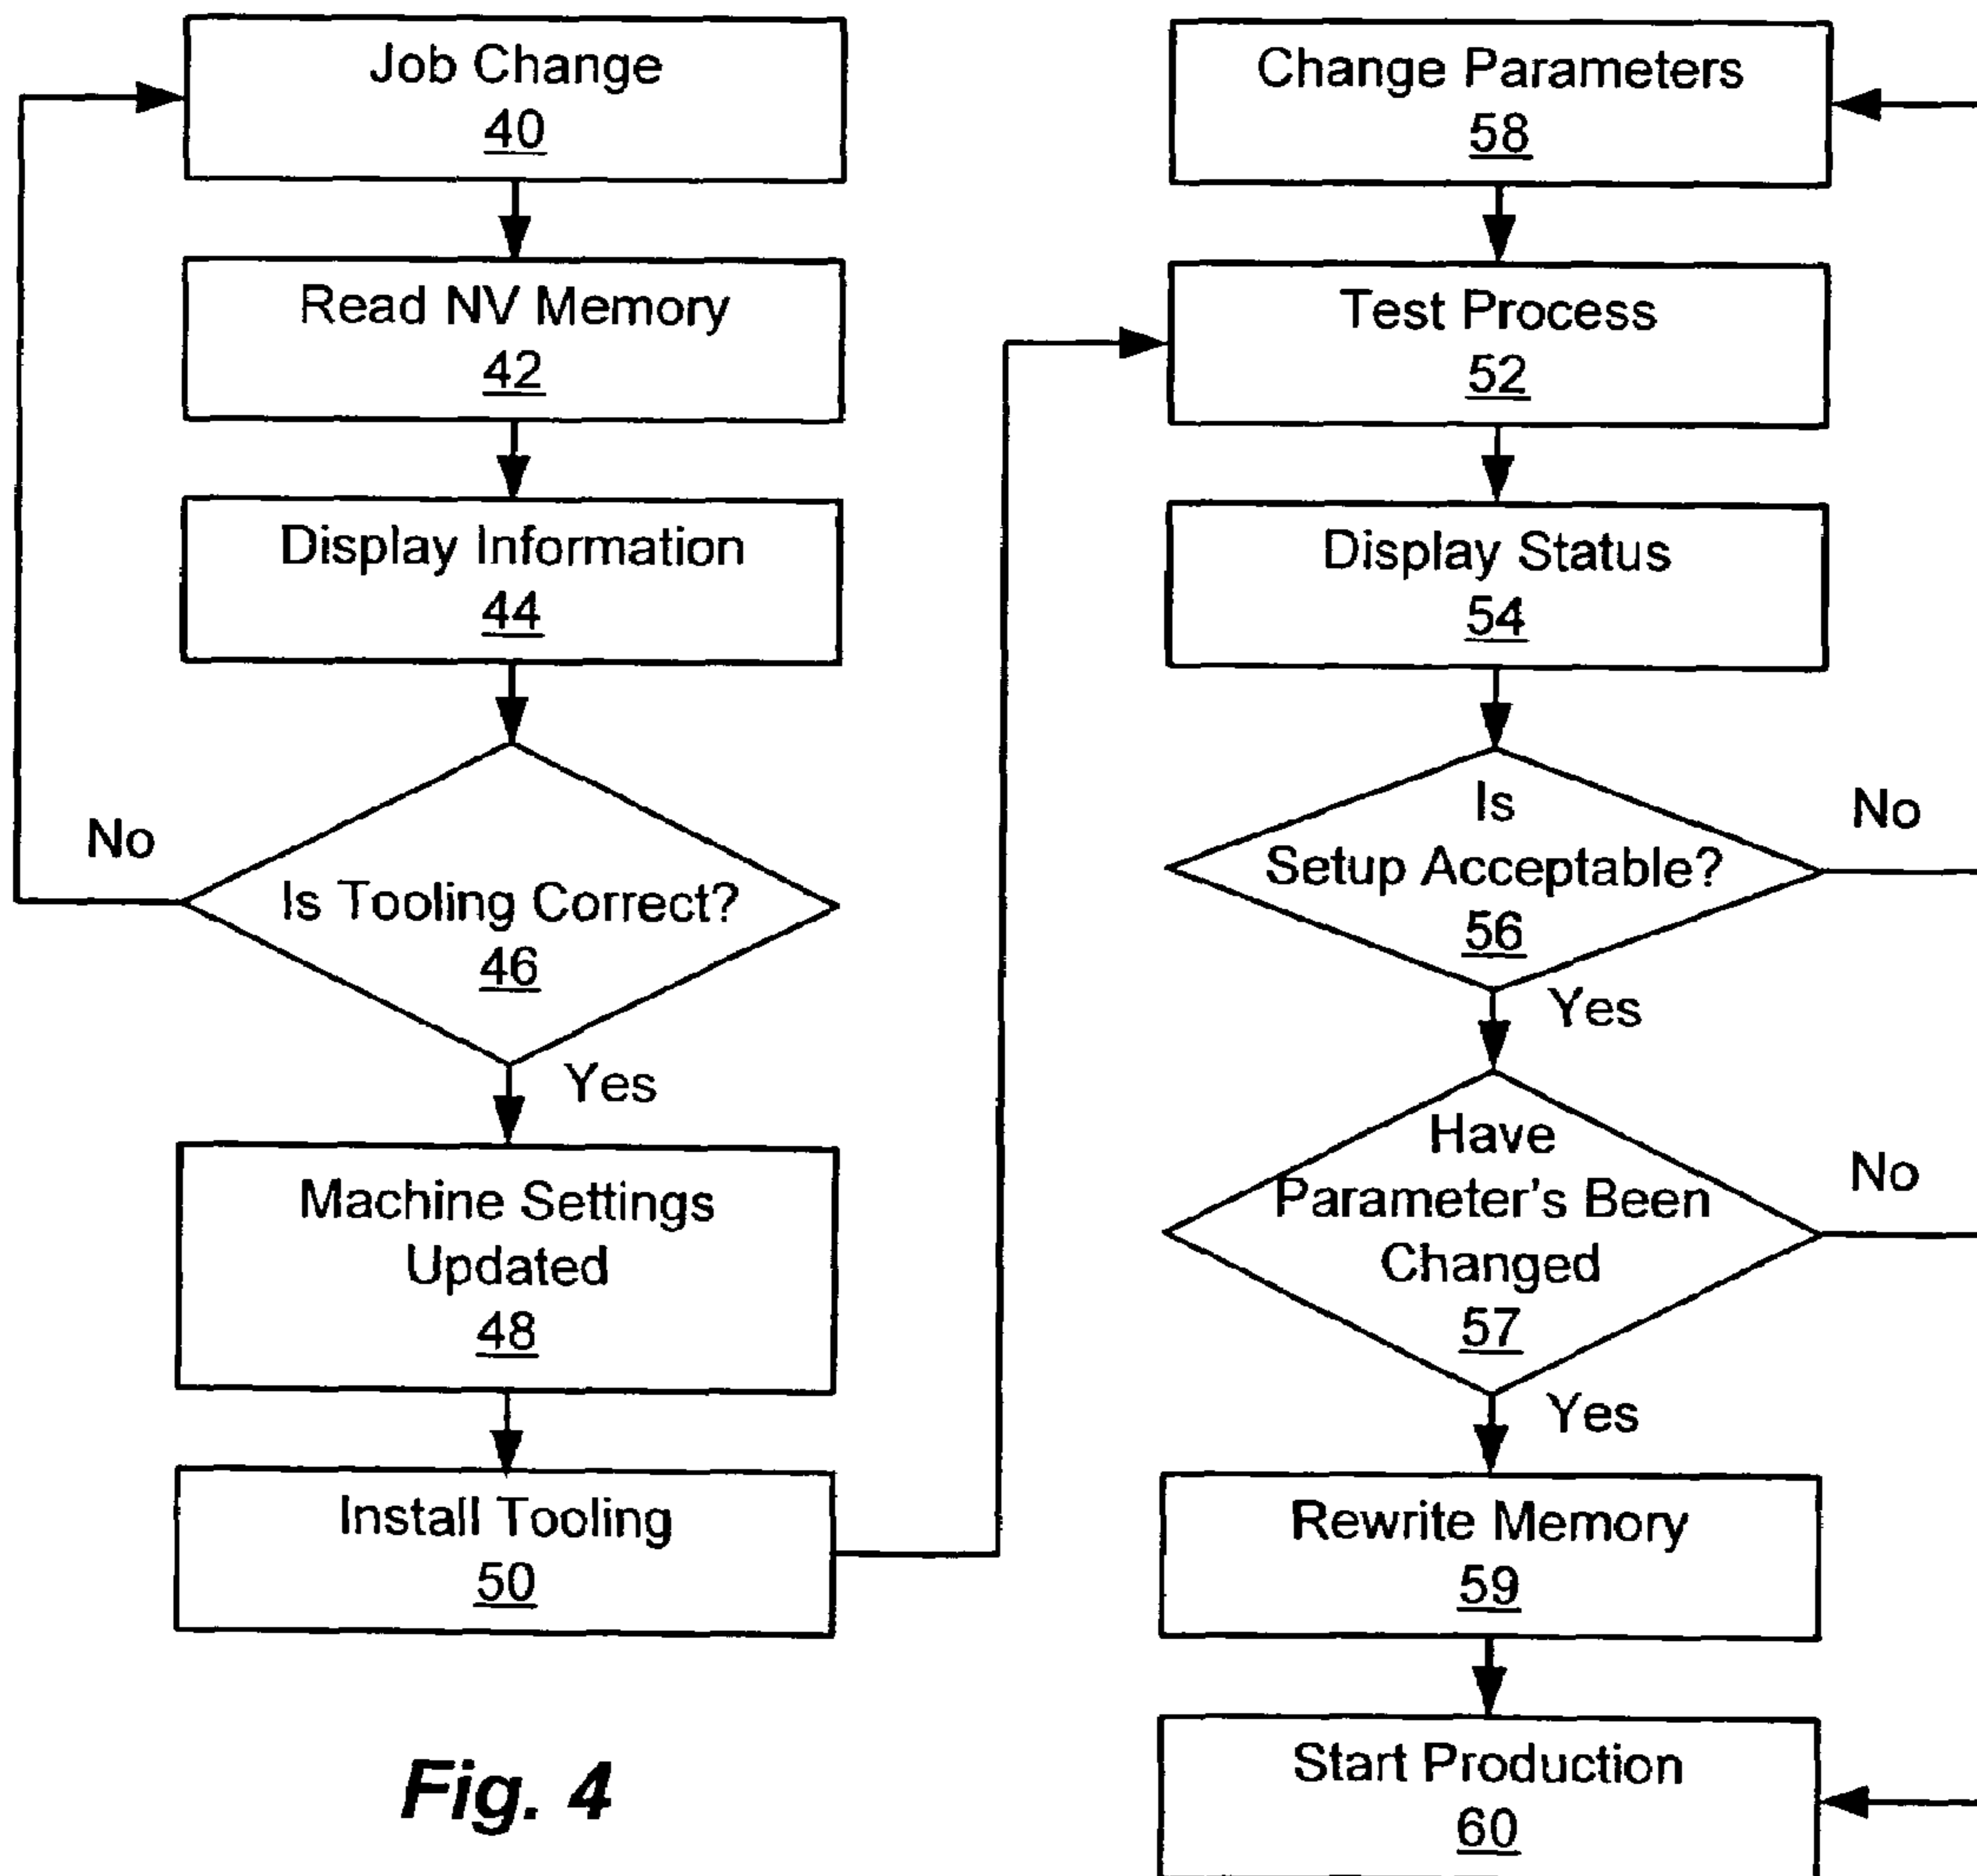 Job Change
40
Read NV Memory
42
Display Information
44
No
Is Tooling Correct?
46
Yes
Machine Settings
Updated
48
Install Tooling
50
Change Parameters
58
Test Process
52
Display Status
54
Is
Setup Acceptable?
56
No
Yes
Have
Parameter's Been
Changed
57
No
Yes
Rewrite Memory
59
Start Production
60
Fig. 4